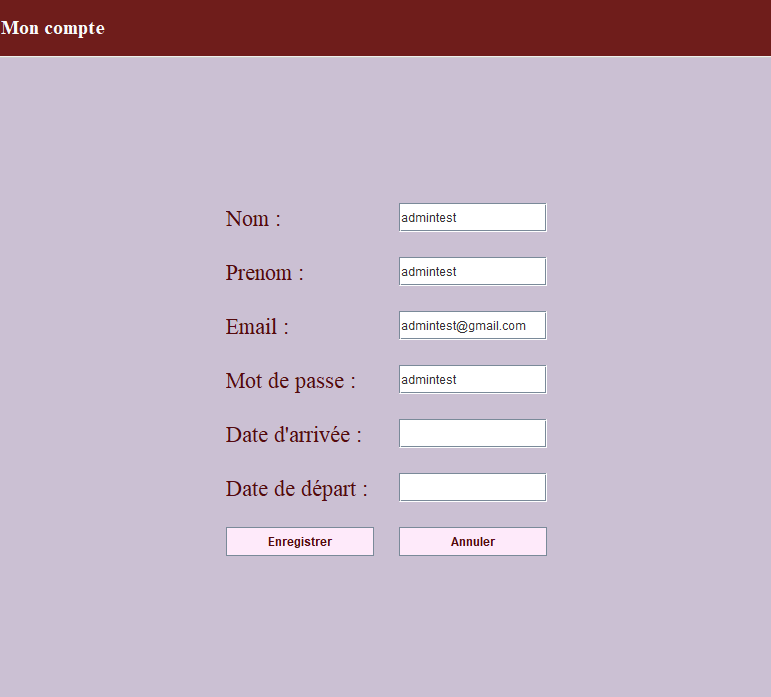 Mon compte
Nom : admintest
Prenom : admintest
Email : admintest@gmail.com
Mot de passe : admintest
Date d'arrivée :
Date de départ :
Enregistrer Annuler